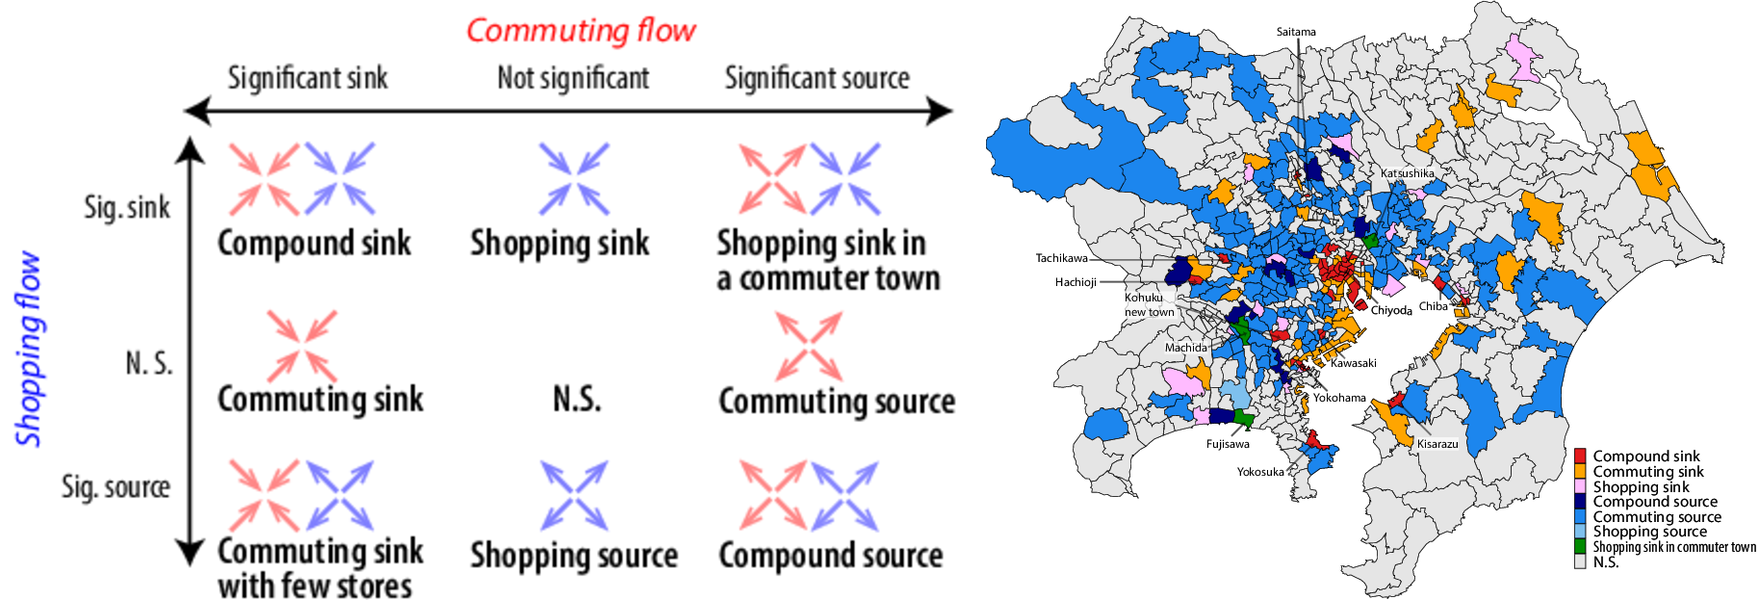 Commuting flow
Significant sink
Not significant
Significant source
Shopping flow
Sig. sink
Compound sink
Shopping sink
Shopping sink in
a commuter town
N. S.
Commuting sink
N.S.
Commuting source
Sig. source
Commuting sink
with few stores
Shopping source
Compound source
Saitama
Katsushika
Tachikawa
Hachioji
Kohuku
new town
Chiyoda
Chiba
Machida
Kawasaki
Yokohama
Fujisawa
Kisarazu
Yokosuka
Compound sink
Commuting sink
Shopping sink
Compound source
Commuting source
Shopping source
Shopping sink in commuter town
N.S.